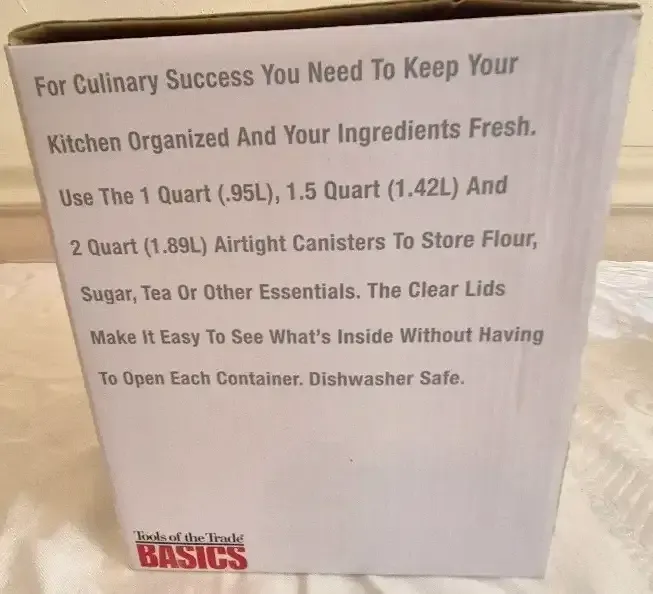 For Culinary Success You Need To Keep Your
Kitchen Organized And Your Ingredients Fresh.
Use The 1 Quart (.95L), 1.5 Quart (1.42L) And
2 Quart (1.89L) Airtight Canisters To Store Flour,
Sugar, Tea Or Other Essentials. The Clear Lids
Make It Easy To See What's Inside Without Having
To Open Each Container. Dishwasher Safe.
Tools of the Trade
BASICS